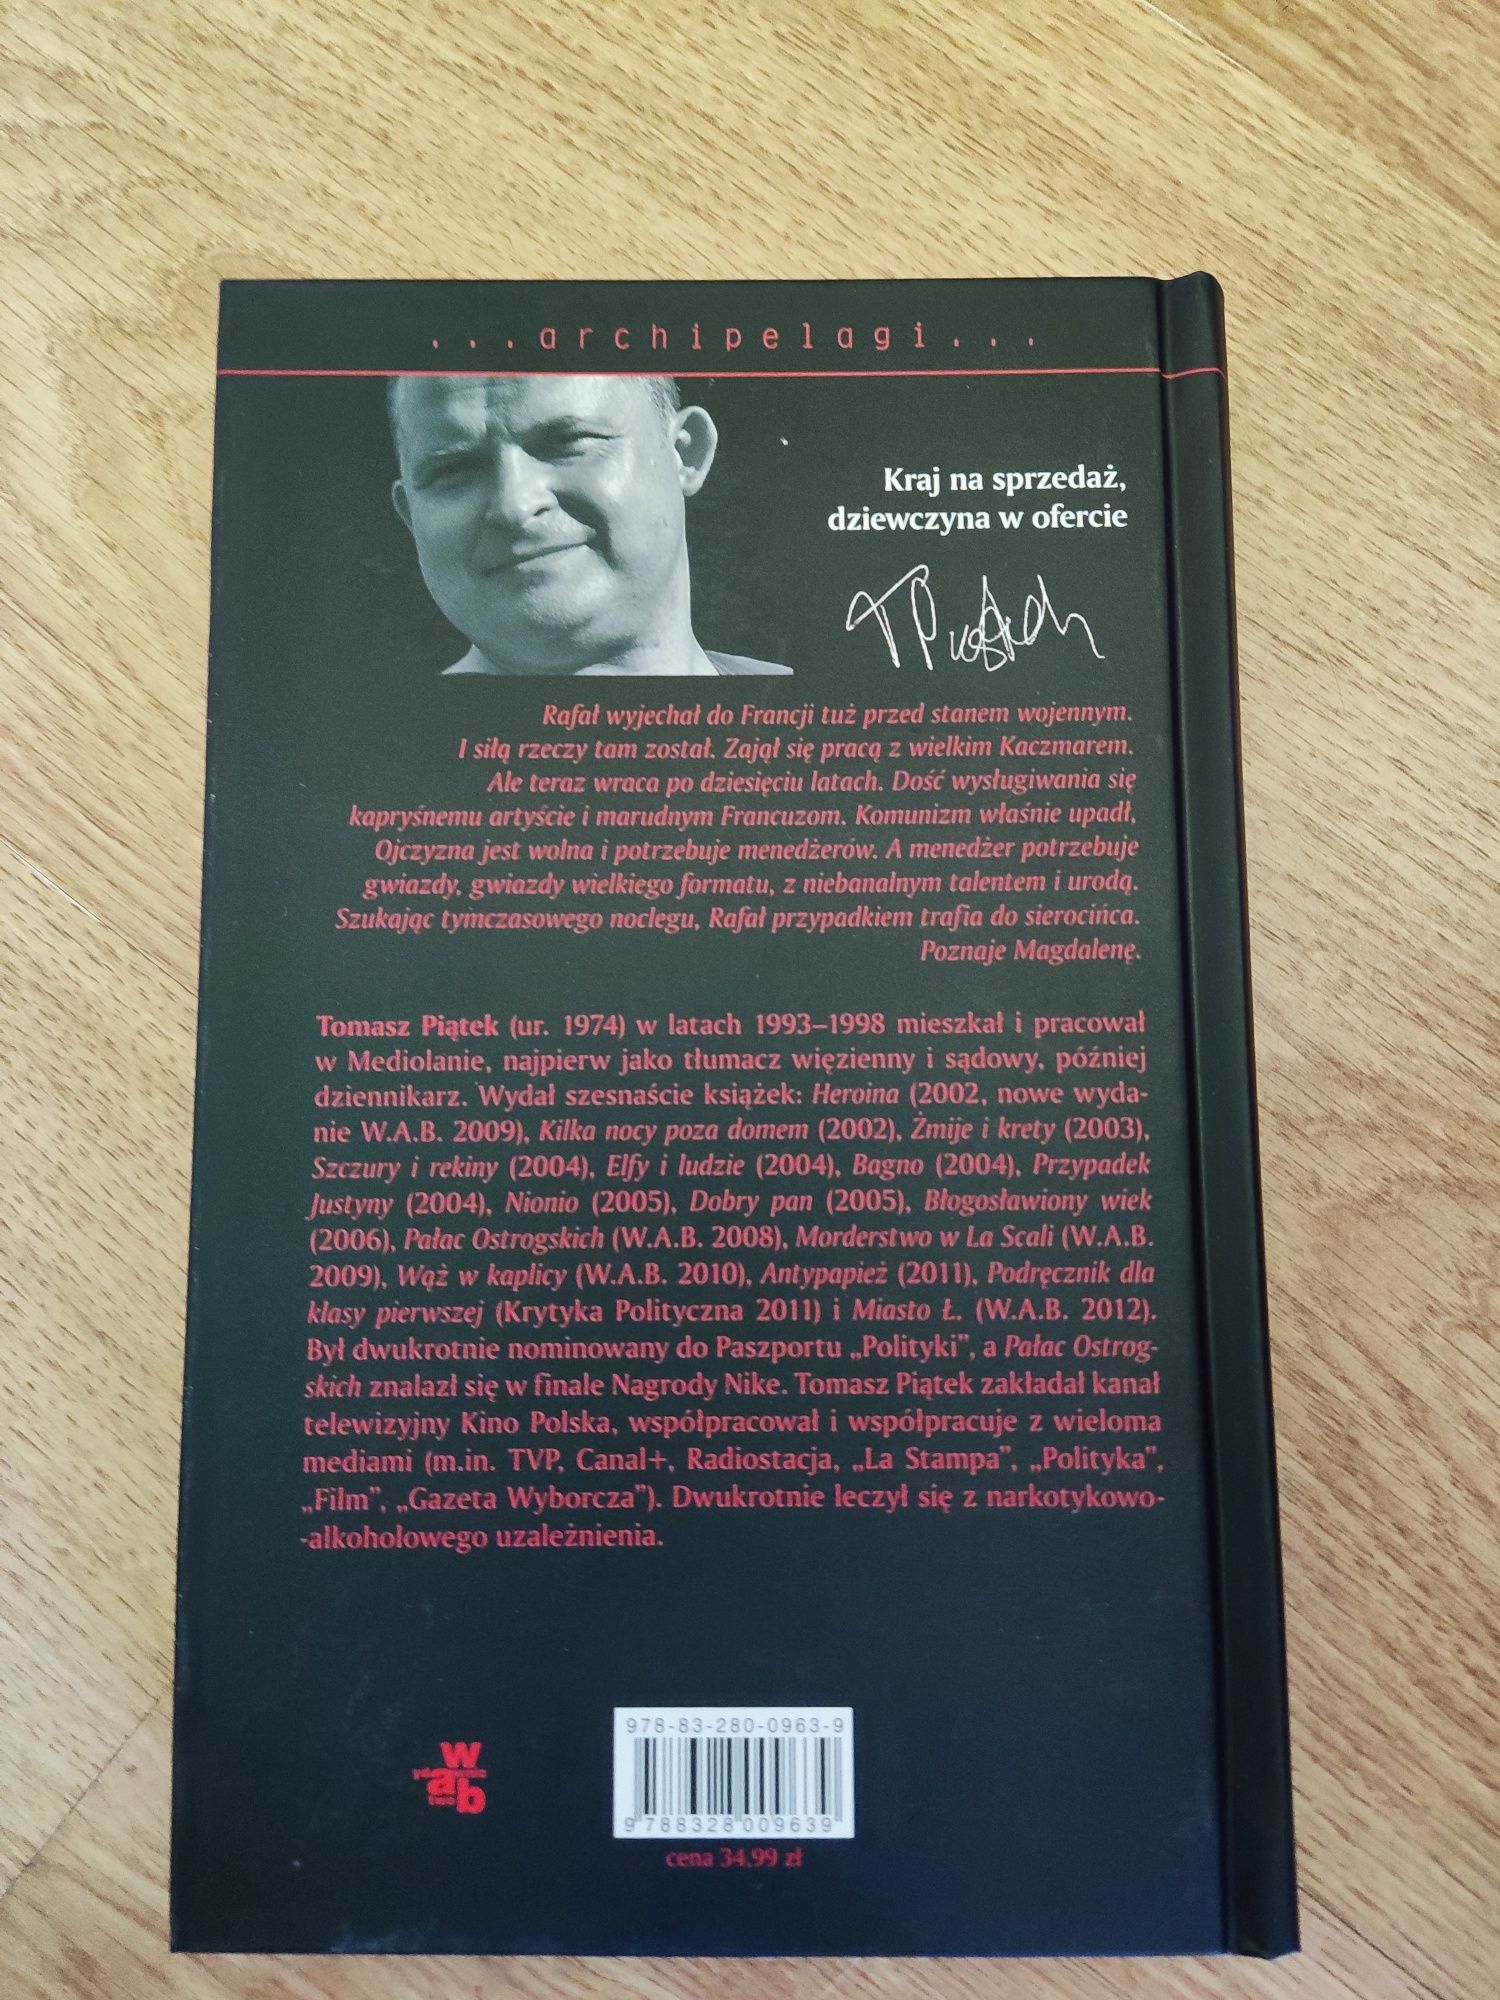 ...archipelagi...
Kraj na sprzedaż,
dziewczyna w ofercie
Rafał wyjechał do Francji tuż przed stanem wojennym.
I siłą rzeczy tam został. Zajął się pracą z wielkim Kaczmarem.
Ale teraz wraca po dziesięciu latach. Dość wysługiwania się
kapryśnemu artyście i marudnym Francuzom. Komunizm właśnie upadł,
Ojczyzna jest wolna i potrzebuje menedżerów. A menedżer potrzebuje
gwiazdy, gwiazdy wielkiego formatu, z niebanalnym talentem i urodą.
Szukając tymczasowego noclegu, Rafał przypadkiem trafia do sierocińca.
Poznaje Magdalenę.
Tomasz Piątek (ur. 1974) w latach 1993–1998 mieszkał i pracował
w Mediolanie, najpierw jako tłumacz więzienny i sądowy, później
dziennikarz. Wydał szesnaście książek: Heroina (2002, nowe wyda-
nie W.A.B. 2009), Kilka nocy poza domem (2002), Żmije i krety (2003),
Szczury i rekiny (2004), Elfy i ludzie (2004), Bagno (2004), Przypadek
Justyny (2004), Nionio (2005), Dobry pan (2005), Błogosławiony wiek
(2006), Pałac Ostrogskich (W.A.B. 2008), Morderstwo w La Scali (W.A.B.
2009), Wąż w kaplicy (W.A.B. 2010), Antypapież (2011), Podręcznik dla
klasy pierwszej (Krytyka Polityczna 2011) i Miasto Ł. (W.A.B. 2012).
Był dwukrotnie nominowany do Paszportu „Polityki”, a Pałac Ostrog-
skich znalazł się w finale Nagrody Nike. Tomasz Piątek zakładał kanał
telewizyjny Kino Polska, współpracował i współpracuje z wieloma
mediami (m.in. TVP, Canal+, Radiostacja, „La Stampa”, „Polityka”,
„Film”, „Gazeta Wyborcza”). Dwukrotnie leczył się z narkotykowo-
-alkoholowego uzależnienia.
978-83-280-0963-9
w
a
b
9 788328 009639
cena 34,99 zł